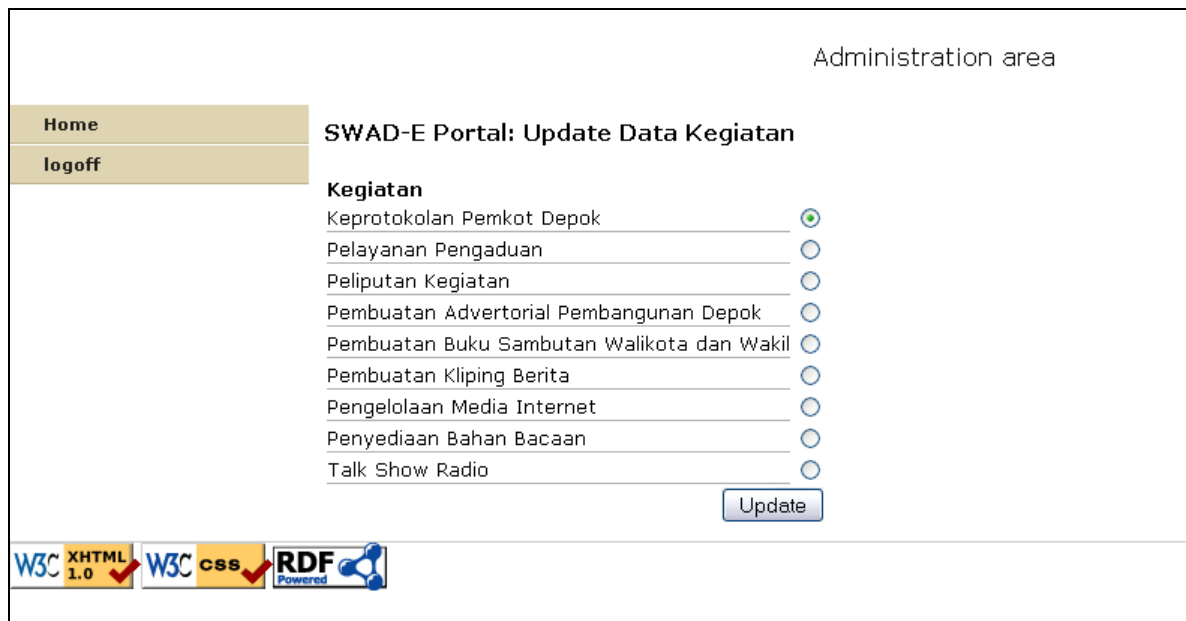 Administration area
Home
logoff
SWAD-E Portal: Update Data Kegiatan
Kegiatan
Keprotokolan Pemkot Depok
Pelayanan Pengaduan
Peliputan Kegiatan
Pembuatan Advertorial Pembangunan Depok
Pembuatan Buku Sambutan Walikota dan Wakil
Pembuatan Kliping Berita
Pengelolaan Media Internet
Penyediaan Bahan Bacaan
Talk Show Radio
Update
W3C XHTML 1.0
W3C css
RDF Powered